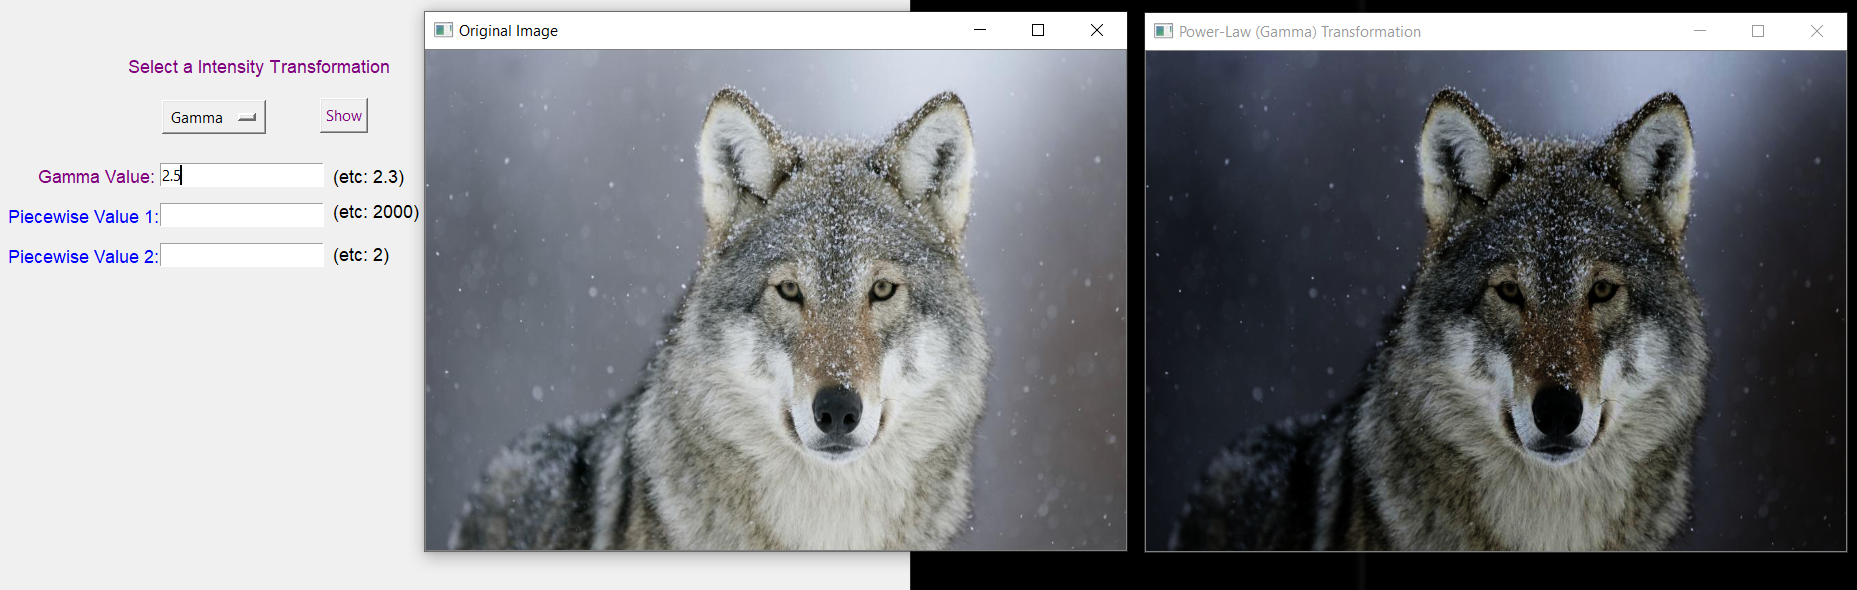 Select a Intensity Transformation
Gamma
Show
Gamma Value: 2.5 (etc: 2.3)
Piecewise Value 1: (etc: 2000)
Piecewise Value 2: (etc: 2)
Original Image
Power-Law (Gamma) Transformation